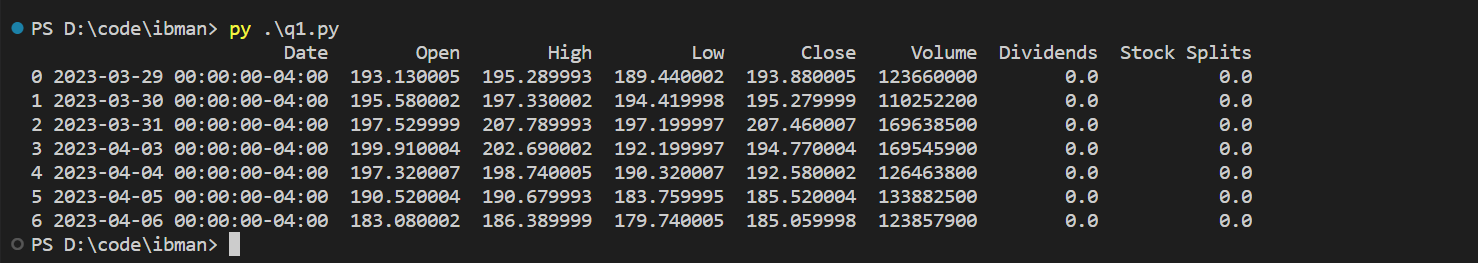 PS D:\code\ibman> py .\q1.py
Date Open High Low Close Volume Dividends Stock Splits
0 2023-03-29 00:00:00-04:00 193.130005 195.289993 189.440002 193.880005 123660000 0.0 0.0
1 2023-03-30 00:00:00-04:00 195.580002 197.330002 194.419998 195.279999 110252200 0.0 0.0
2 2023-03-31 00:00:00-04:00 197.529999 207.789993 197.199997 207.460007 169638500 0.0 0.0
3 2023-04-03 00:00:00-04:00 199.910004 202.690002 192.199997 194.770004 169545900 0.0 0.0
4 2023-04-04 00:00:00-04:00 197.320007 198.740005 190.320007 192.580002 126463800 0.0 0.0
5 2023-04-05 00:00:00-04:00 190.520004 190.679993 183.759995 185.520004 133882500 0.0 0.0
6 2023-04-06 00:00:00-04:00 183.080002 186.389999 179.740005 185.059998 123857900 0.0 0.0
PS D:\code\ibman>